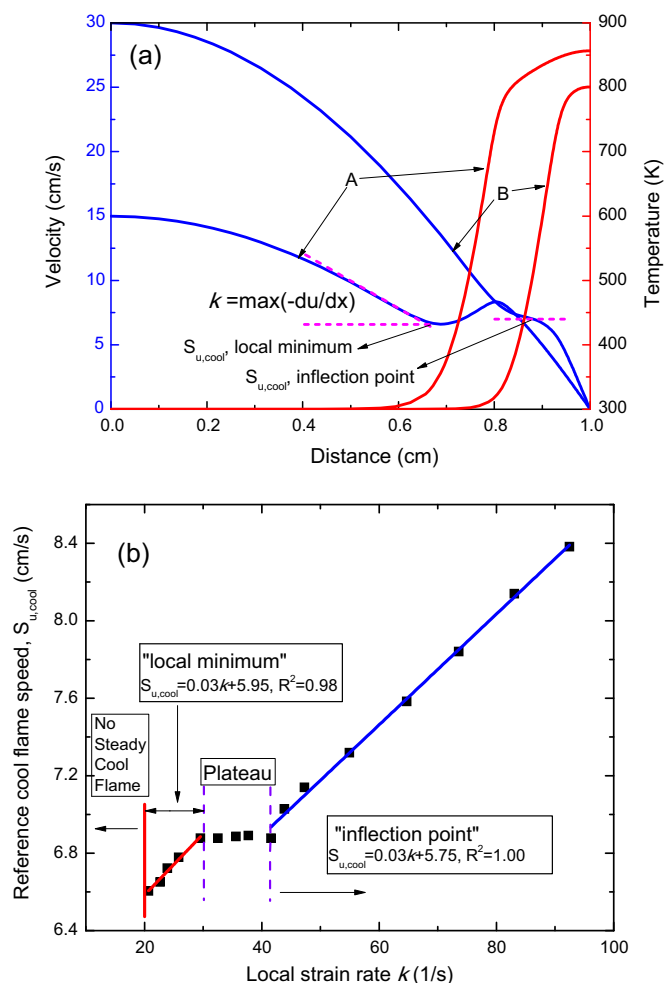 (a)
30
25
20
15
10
5
0
Velocity (cm/s)
900
800
700
600
500
400
300
Temperature (K)
A
B
k =max(-du/dx)
S_u,cool, local minimum
S_u,cool, inflection point
0.0 0.2 0.4 0.6 0.8 1.0
Distance (cm)
(b)
8.4
8.0
7.6
7.2
6.8
6.4
Reference cool flame speed, S_u,cool (cm/s)
"local minimum"
S_u,cool=0.03k+5.95, R²=0.98
No
Steady
Cool
Flame
Plateau
"inflection point"
S_u,cool=0.03k+5.75, R²=1.00
20 40 60 80 100
Local strain rate k (1/s)